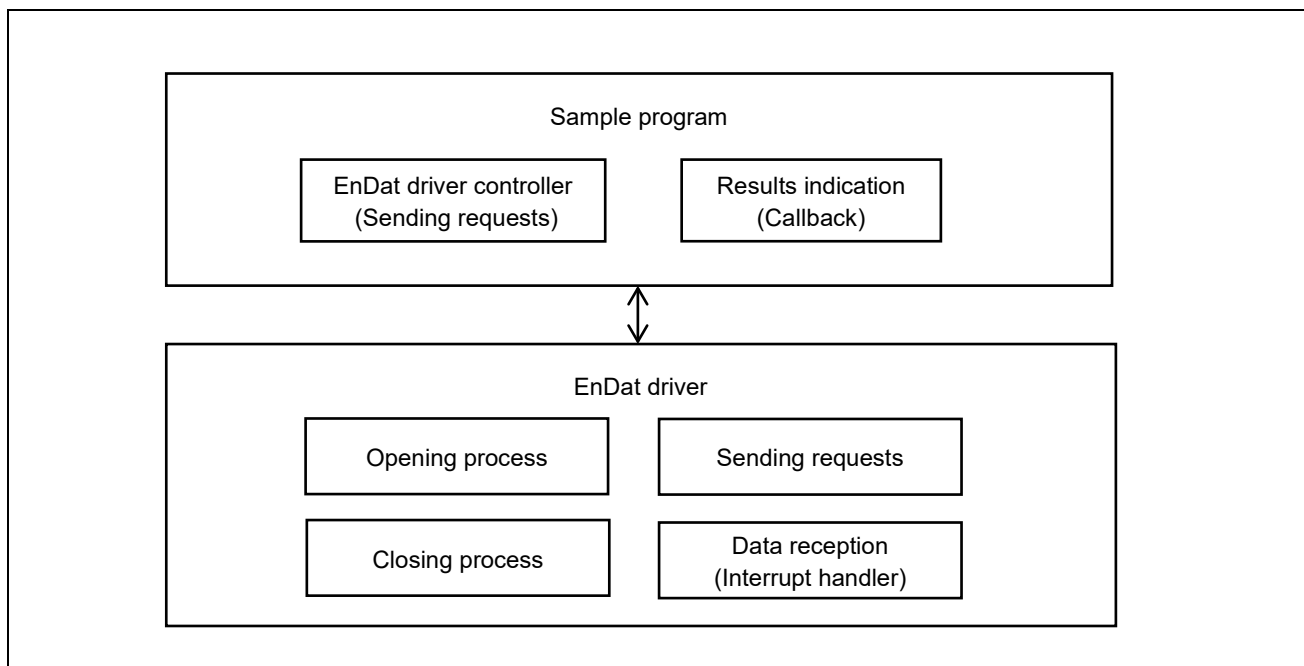 Sample program
EnDat driver controller
(Sending requests)
Results indication
(Callback)
EnDat driver
Opening process
Sending requests
Closing process
Data reception
(Interrupt handler)